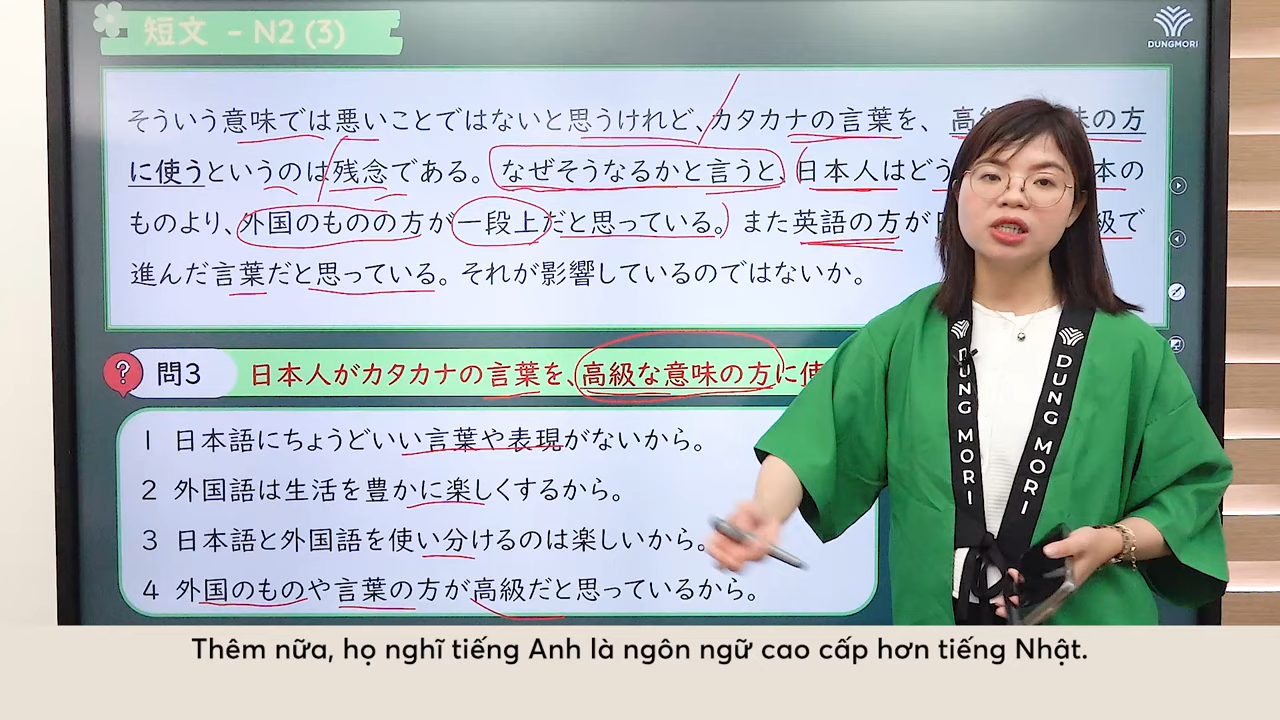 短文 - N2 (3)
DUNGMORI
そういう意味では悪いことではないと思うけれど、カタカナの言葉を、高級 味の方
に使うというのは残念である。なぜそうなるかと言うと、日本人はどう 本の
ものより、外国のものの方が一段上だと思っている。また英語の方が 級で
進んだ言葉だと思っている。それが影響しているのではないか。
?
問3 日本人がカタカナの言葉を、高級な意味の方に使
1 日本語にちょうどいい言葉や表現がないから。
2 外国語は生活を豊かに楽しくするから。
3 日本語と外国語を使い分けるのは楽しいから。
4 外国のものや言葉の方が高級だと思っているから。
DUNG MORI
DUNG MORI
Thêm nữa, họ nghĩ tiếng Anh là ngôn ngữ cao cấp hơn tiếng Nhật.